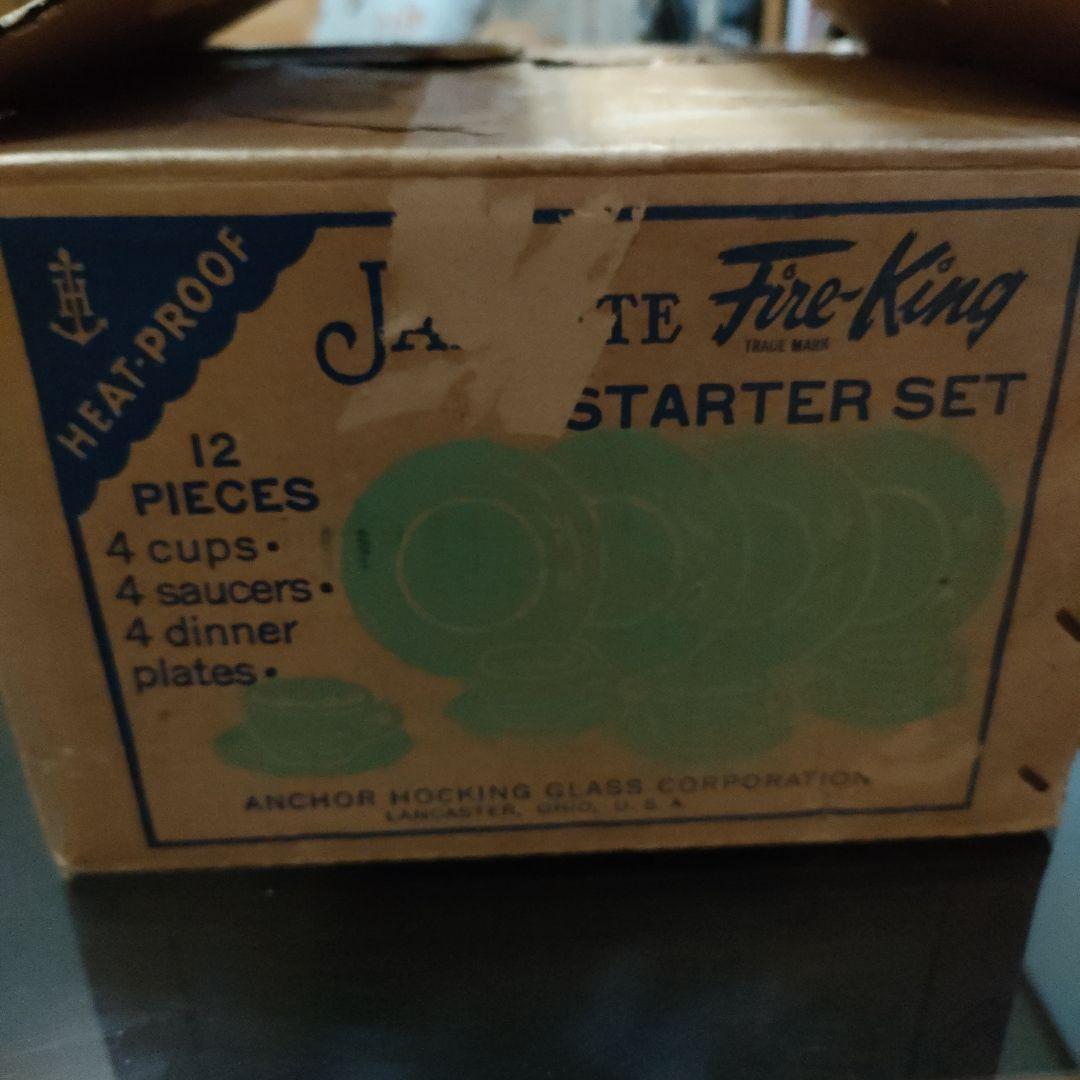 HEAT-PROOF
Fire-King
TRADE MARK
STARTER SET
12
PIECES
4 cups •
4 saucers •
4 dinner
plates •
ANCHOR HOCKING GLASS CORPORATION
LANCASTER, OHIO, U. S. A.